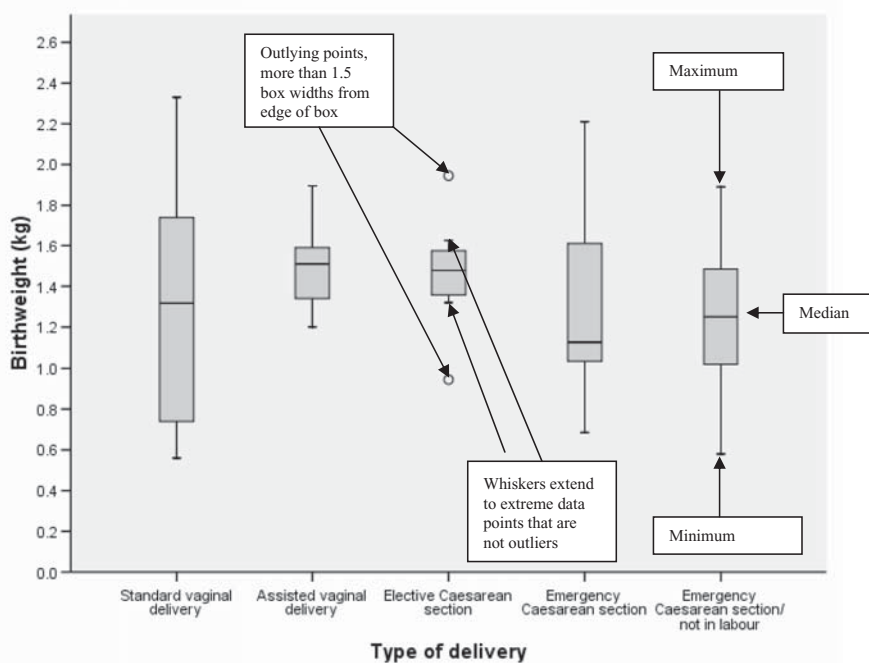 Outlying points,
more than 1.5
box widths from
edge of box
Maximum
Median
Whiskers extend
to extreme data
points that are
not outliers
Minimum
Birthweight (kg)
2.6
2.4
2.2
2.0
1.8
1.6
1.4
1.2
1.0
0.8
0.6
0.4
0.2
0.0
Standard vaginal
delivery
Assisted vaginal
delivery
Elective Caesarean
section
Emergency
Caesarean section
Emergency
Caesarean section/
not in labour
Type of delivery